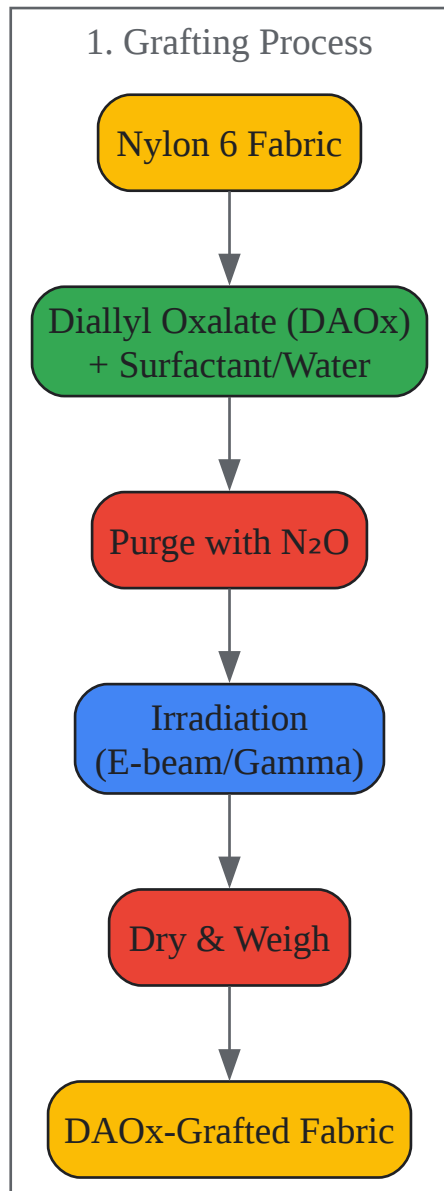 1. Grafting Process
Nylon 6 Fabric
Diallyl Oxalate (DAOx)
+ Surfactant/Water
Purge with N₂O
Irradiation
(E-beam/Gamma)
Dry & Weigh
DAOx-Grafted Fabric